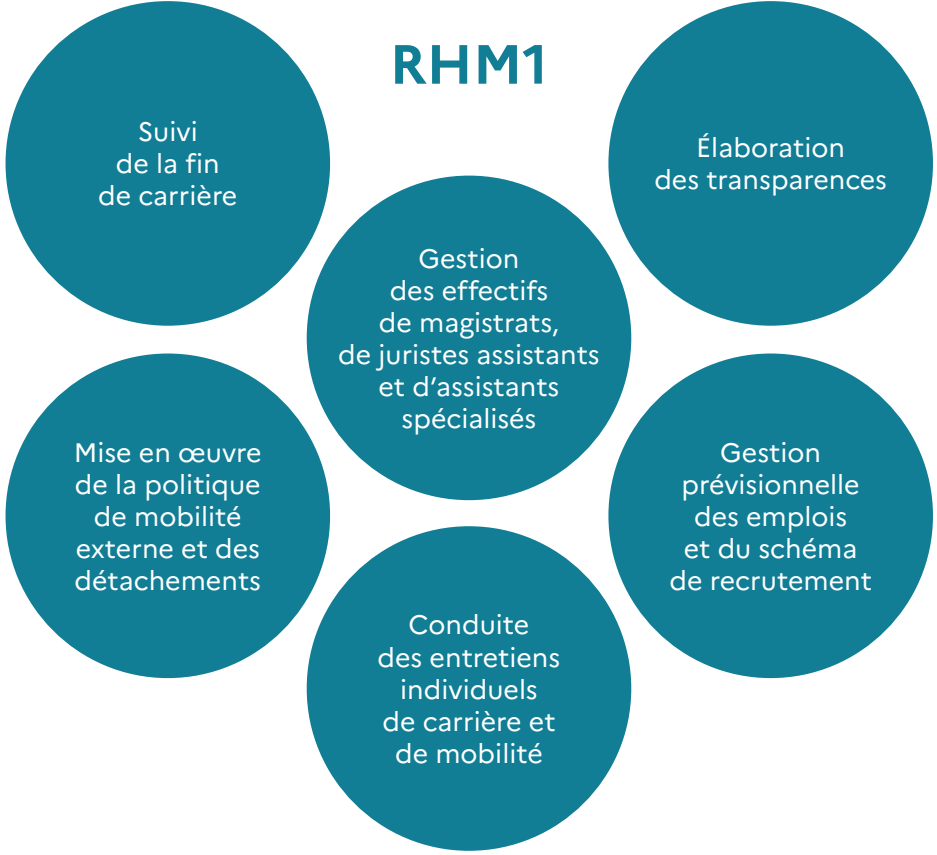 RHM1
Suivi
de la fin
de carrière
Élaboration
des transparences
Gestion
des effectifs
de magistrats,
de juristes assistants
et d’assistants
spécialisés
Mise en œuvre
de la politique
de mobilité
externe et des
détachements
Gestion
prévisionnelle
des emplois
et du schéma
de recrutement
Conduite
des entretiens
individuels
de carrière et
de mobilité